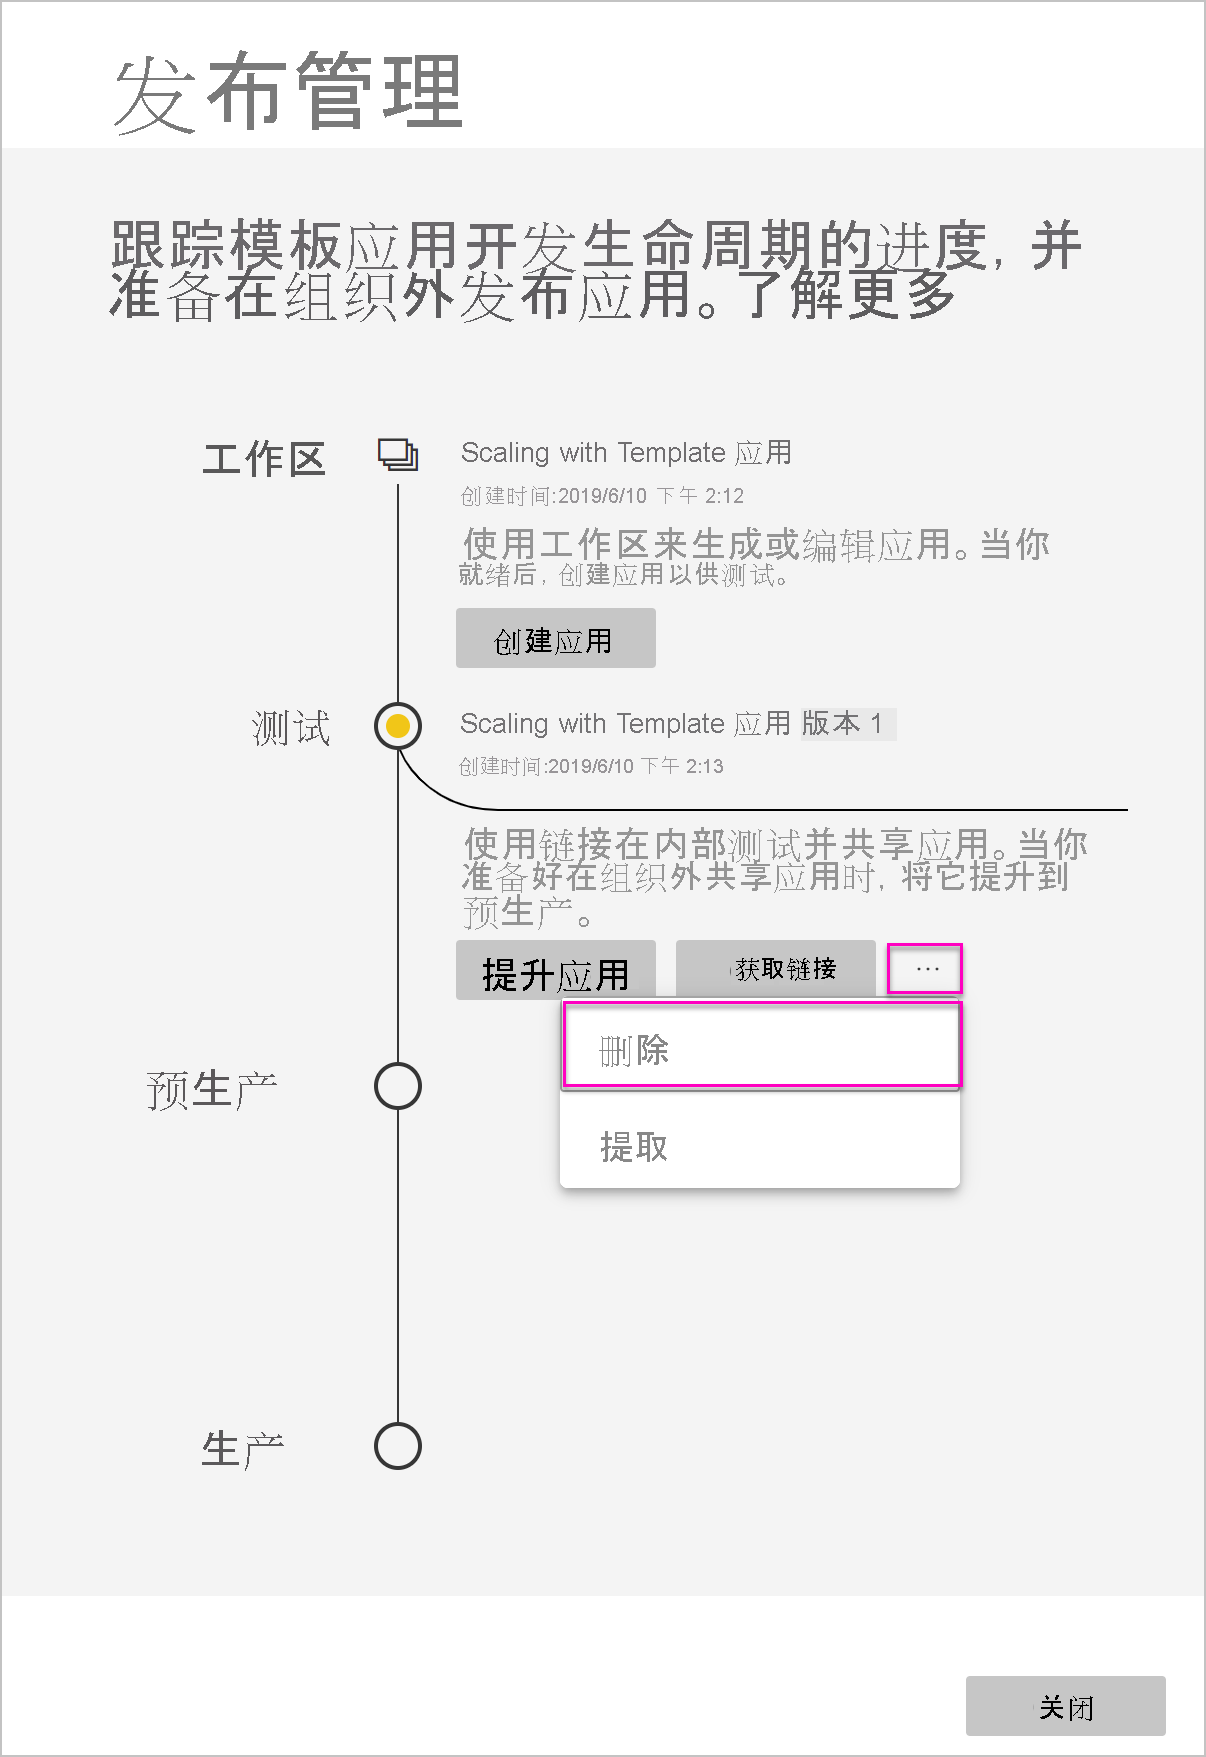 发布管理
跟踪模板应用开发生命周期的进度, 并
准备在组织外发布应用。了解更多
工作区
Scaling with Template 应用
创建时间:2019/6/10 下午 2:12
使用工作区来生成或编辑应用。当你
就绪后, 创建应用以供测试。
创建应用
测试
Scaling with Template 应用 版本 1
创建时间:2019/6/10 下午 2:13
使用链接在内部测试并共享应用。当你
准备好在组织外共享应用时, 将它提升到
预生产。
提升应用
获取链接
...
删除
提取
预生产
生产
关闭